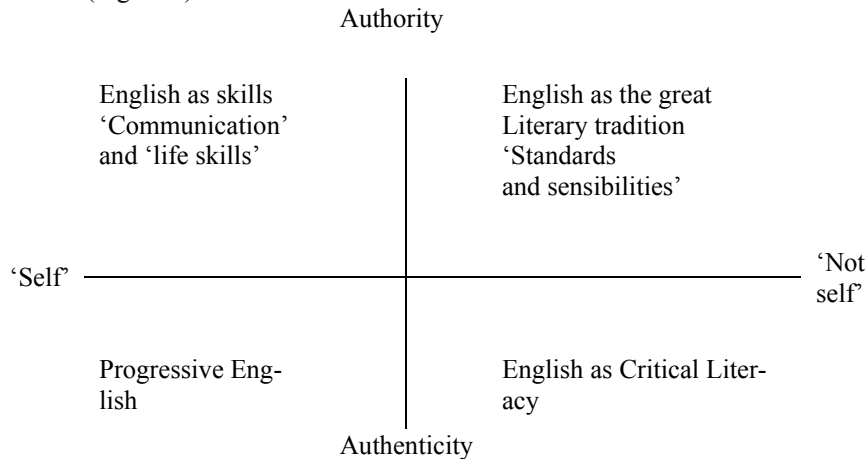 Authority
English as skills
‘Communication’
and ‘life skills’
English as the great
Literary tradition
‘Standards
and sensibilities’
‘Self’
‘Not
self’
Progressive Eng-
lish
English as Critical Liter-
acy
Authenticity